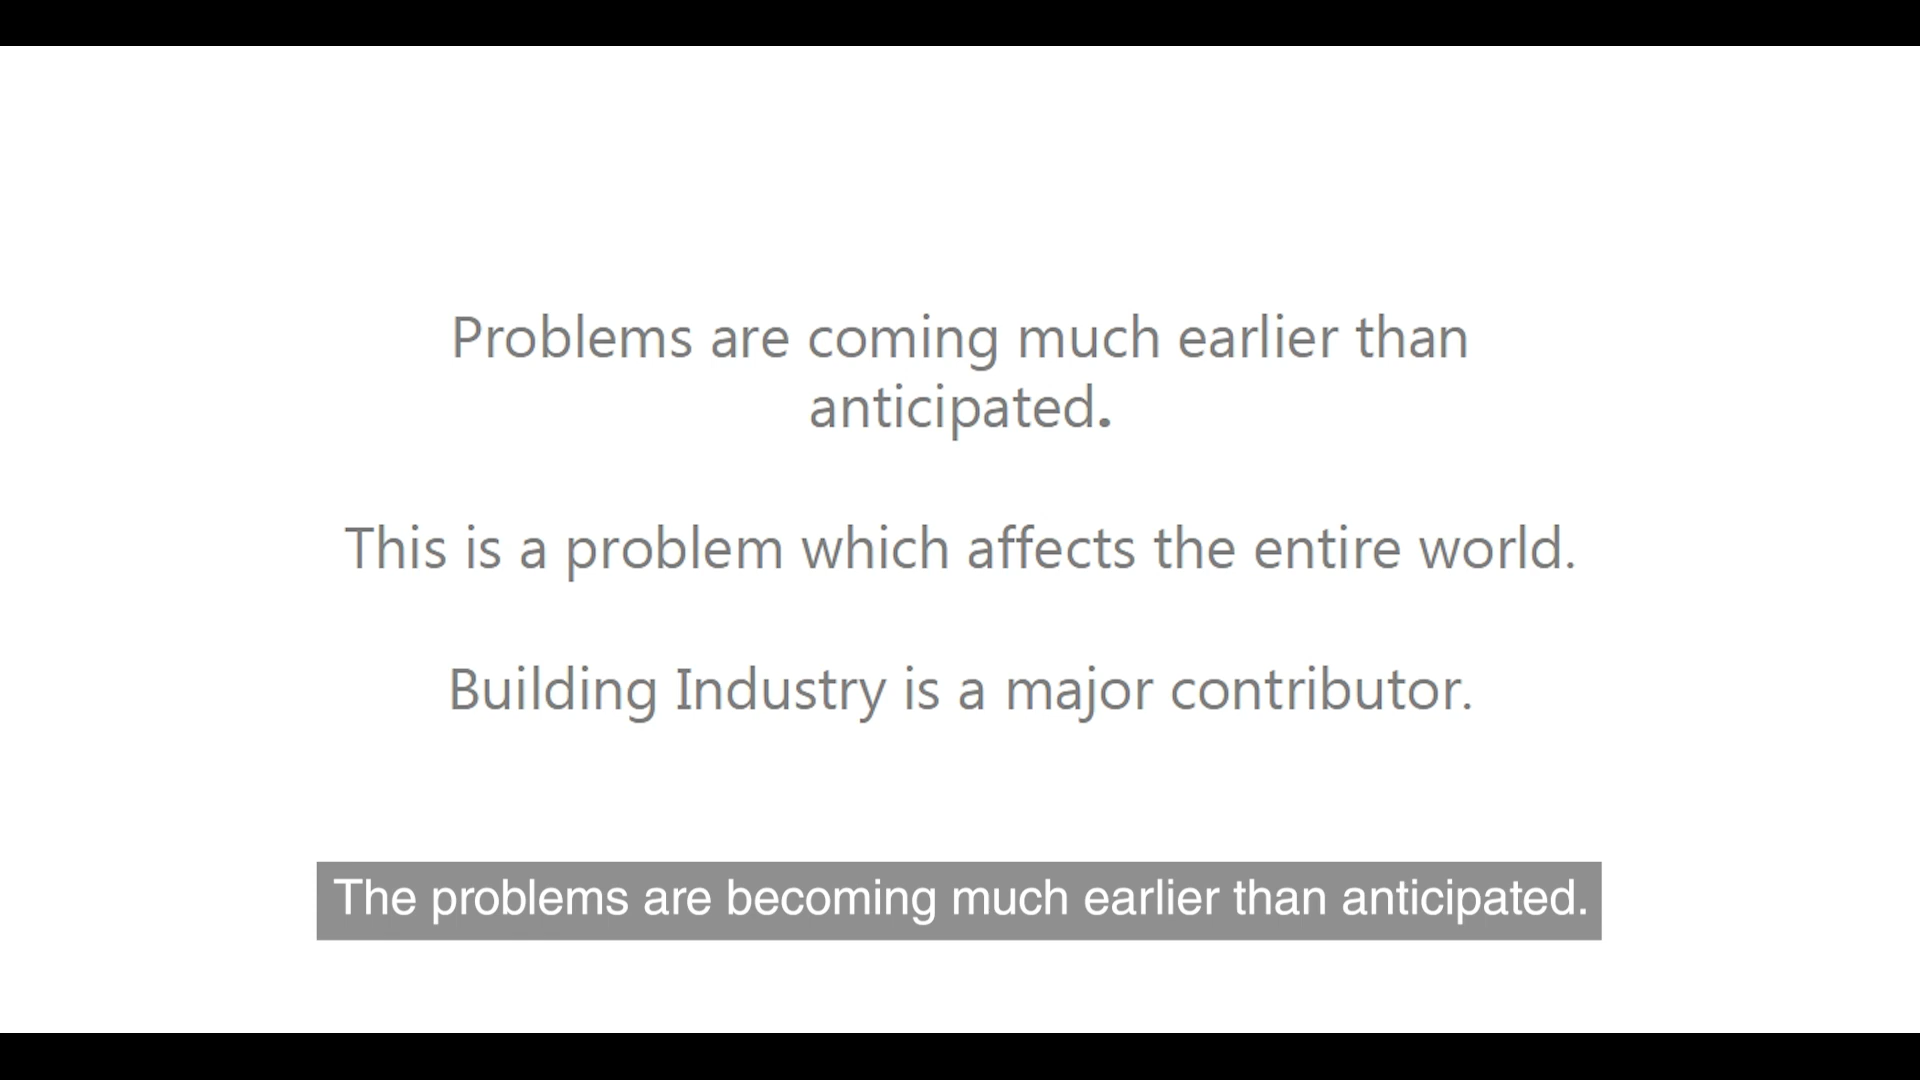 Problems are coming much earlier than
anticipated.
This is a problem which affects the entire world.
Building Industry is a major contributor.
The problems are becoming much earlier than anticipated.